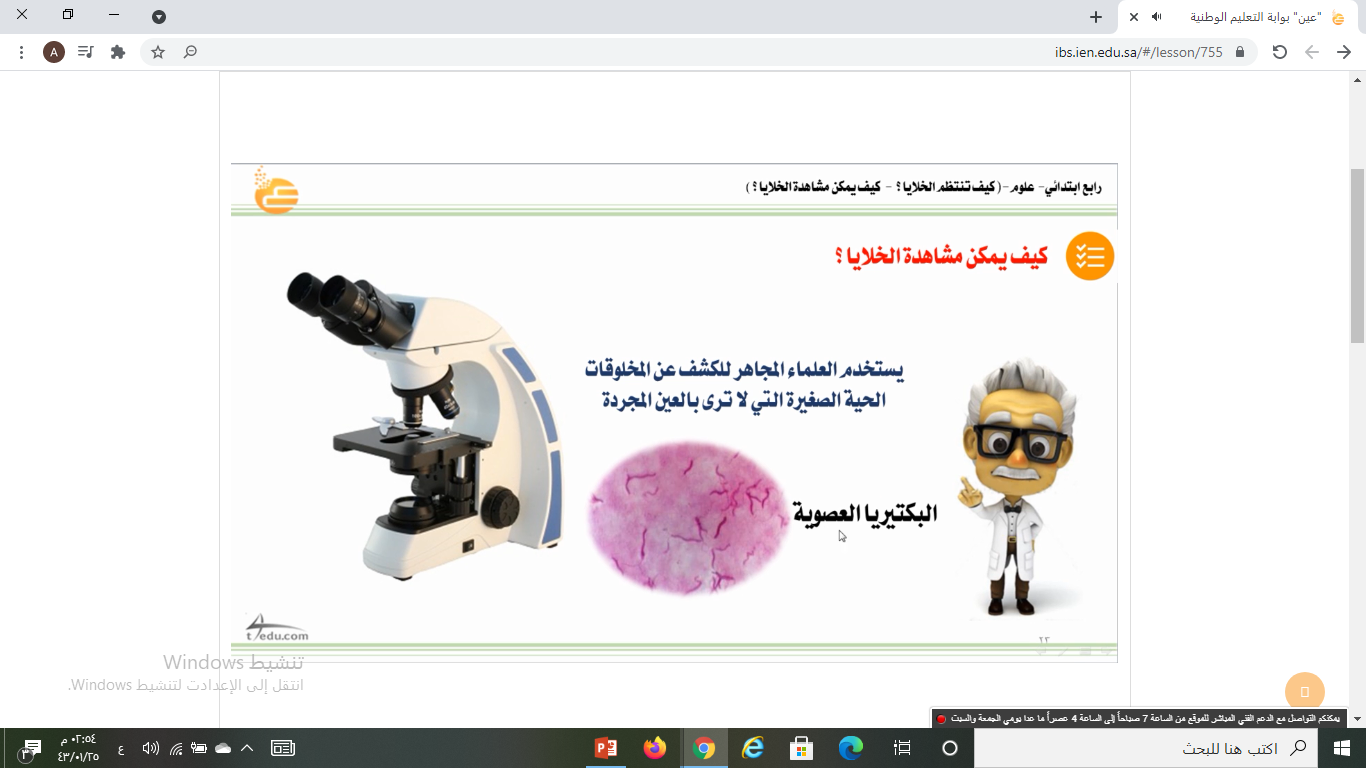 "عين" بوابة التعليم الوطنية
ibs.ien.edu.sa/#/lesson/755
A
رابع ابتدائي- علوم-( كيف تنتظم الخلايا ؟ - كيف يمكن مشاهدة الخلايا ؟ )
كيف يمكن مشاهدة الخلايا ؟
يستخدم العلماء المجاهر للكشف عن المخلوقات
الحية الصغيرة التي لا ترى بالعين المجردة
البكتيريا العصوية
t4edu.com
٢٣
تنشيط Windows
انتقل إلى الإعدادت لتنشيط Windows.
يمكنكم التواصل مع الدعم الفني المباشر للموقع من الساعة 7 صباحاً إلى الساعة 4 عصراً ما عدا يومي الجمعة والسبت
اكتب هنا للبحث
ع
٠٢:٥٤ م
٤٣/٠١/٢٥
٣